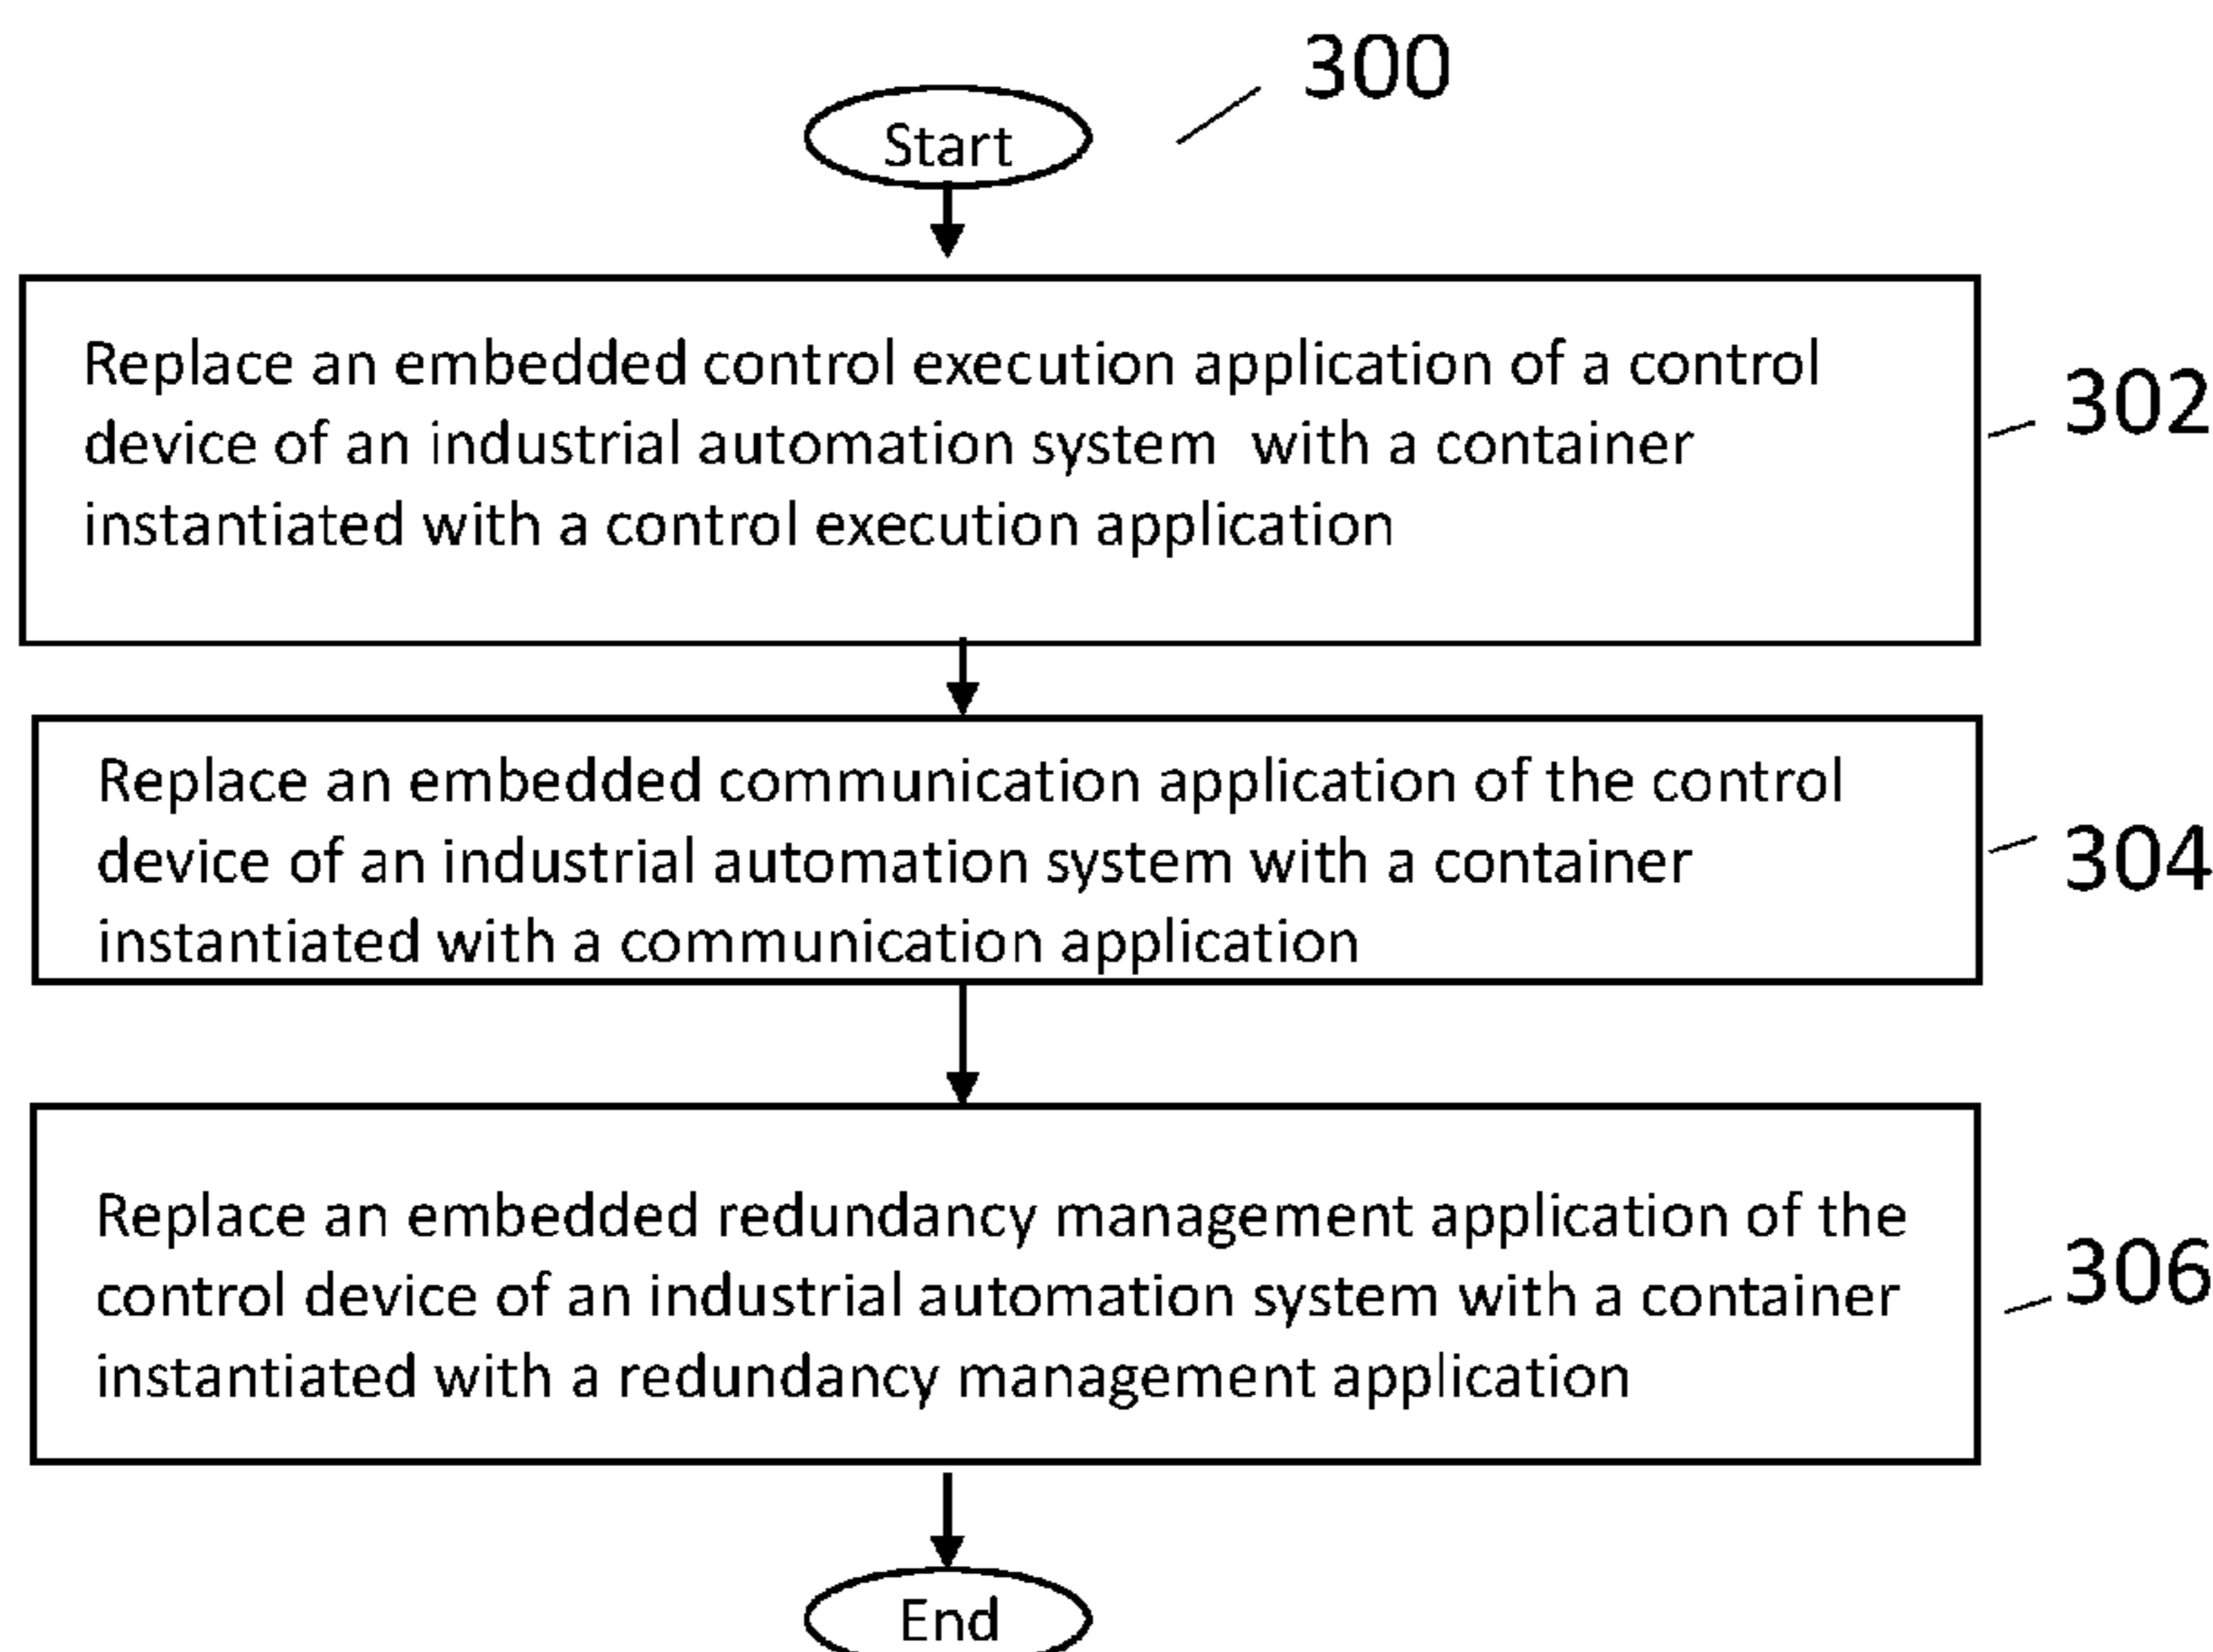 300
Start
Replace an embedded control execution application of a control
device of an industrial automation system with a container
instantiated with a control execution application
302
Replace an embedded communication application of the control
device of an industrial automation system with a container
instantiated with a communication application
304
Replace an embedded redundancy management application of the
control device of an industrial automation system with a container
instantiated with a redundancy management application
306
End